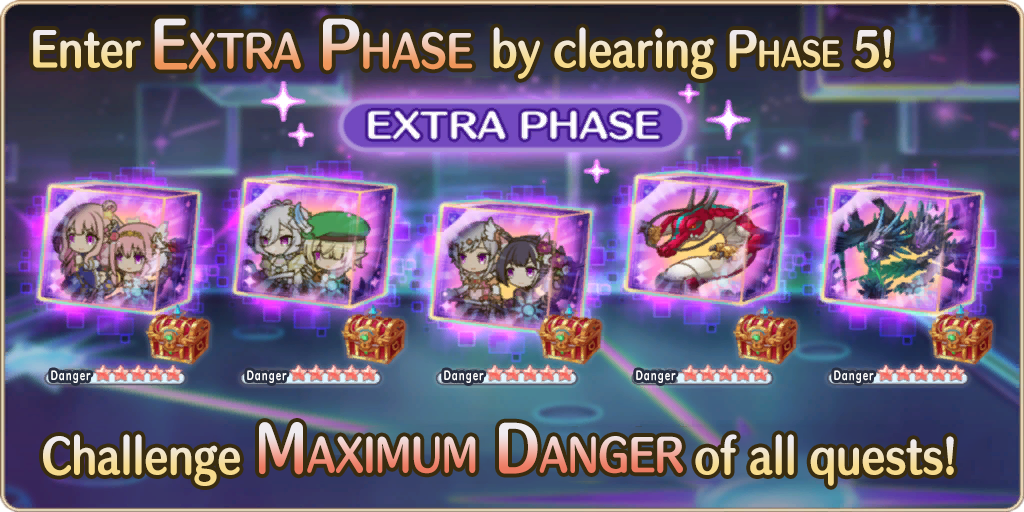 Enter EXTRA PHASE by clearing PHASE 5!
EXTRA PHASE
Danger
Danger
Danger
Danger
Danger
Challenge MAXIMUM DANGER of all quests!